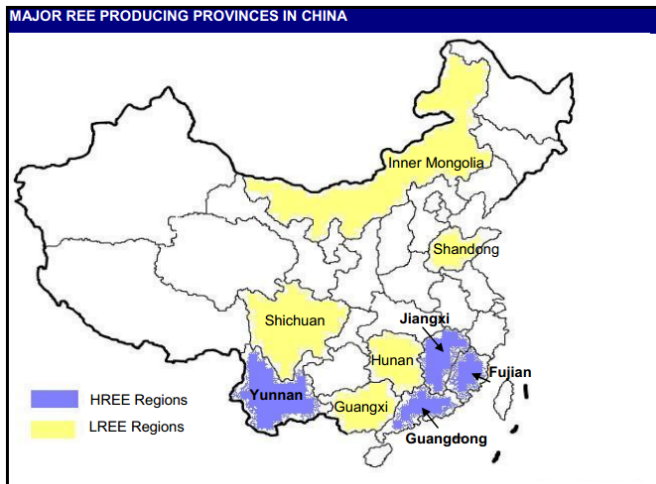 MAJOR REE PRODUCING PROVINCES IN CHINA
Inner Mongolia
Shandong
Shichuan
Jiangxi
Hunan
Fujian
Yunnan
Guangxi
Guangdong
HREE Regions
LREE Regions